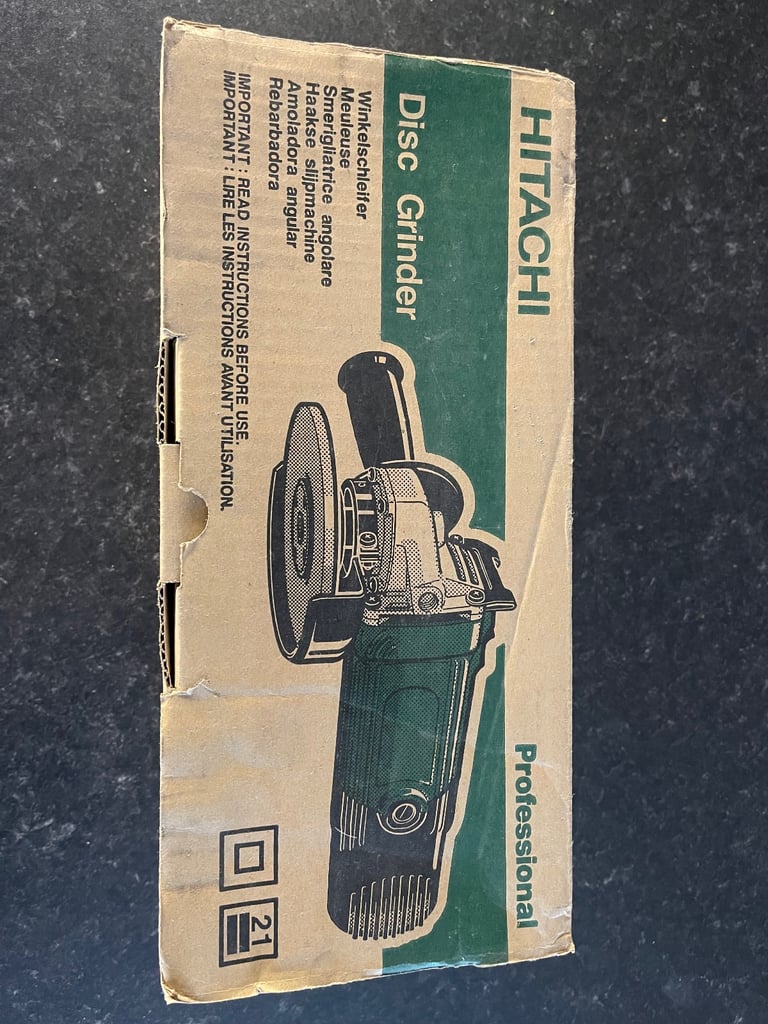 HITACHI
Professional
Disc Grinder
Winkelschleifer
Meuleuse
Smerigliatrice angolare
Haakse slijpmachine
Amoladora angular
Rebarbadora
IMPORTANT : READ INSTRUCTIONS BEFORE USE.
IMPORTANT : LIRE LES INSTRUCTIONS AVANT UTILISATION.
21